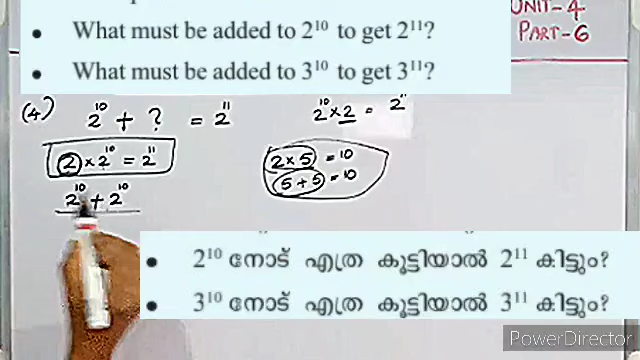 UNIT-4
PART-6
• What must be added to 2¹⁰ to get 2¹¹?
• What must be added to 3¹⁰ to get 3¹¹?
(4) 2¹⁰ + ? = 2¹¹
2¹⁰ × 2 = 2¹¹
2 × 2¹⁰ = 2¹¹
2 × 5 = 10
5 + 5 = 10
2¹⁰ + 2¹⁰
• 2¹⁰ നോട് എത്ര കൂട്ടിയാൽ 2¹¹ കിട്ടും?
• 3¹⁰ നോട് എത്ര കൂട്ടിയാൽ 3¹¹ കിട്ടും?
PowerDirector